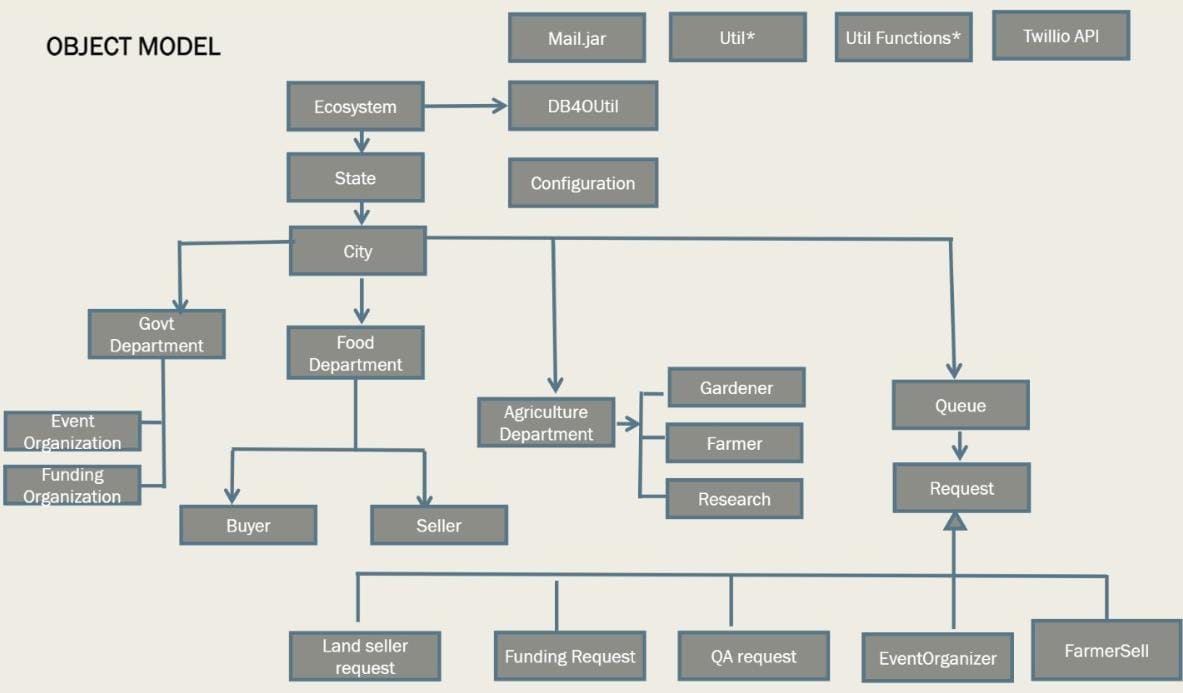 OBJECT MODEL
Mail.jar
Util*
Util Functions*
Twillio API
Ecosystem
DB4OUtil
State
Configuration
City
Govt
Department
Food
Department
Agriculture
Department
Gardener
Farmer
Research
Queue
Request
Event
Organization
Funding
Organization
Buyer
Seller
Land seller
request
Funding Request
QA request
EventOrganizer
FarmerSell